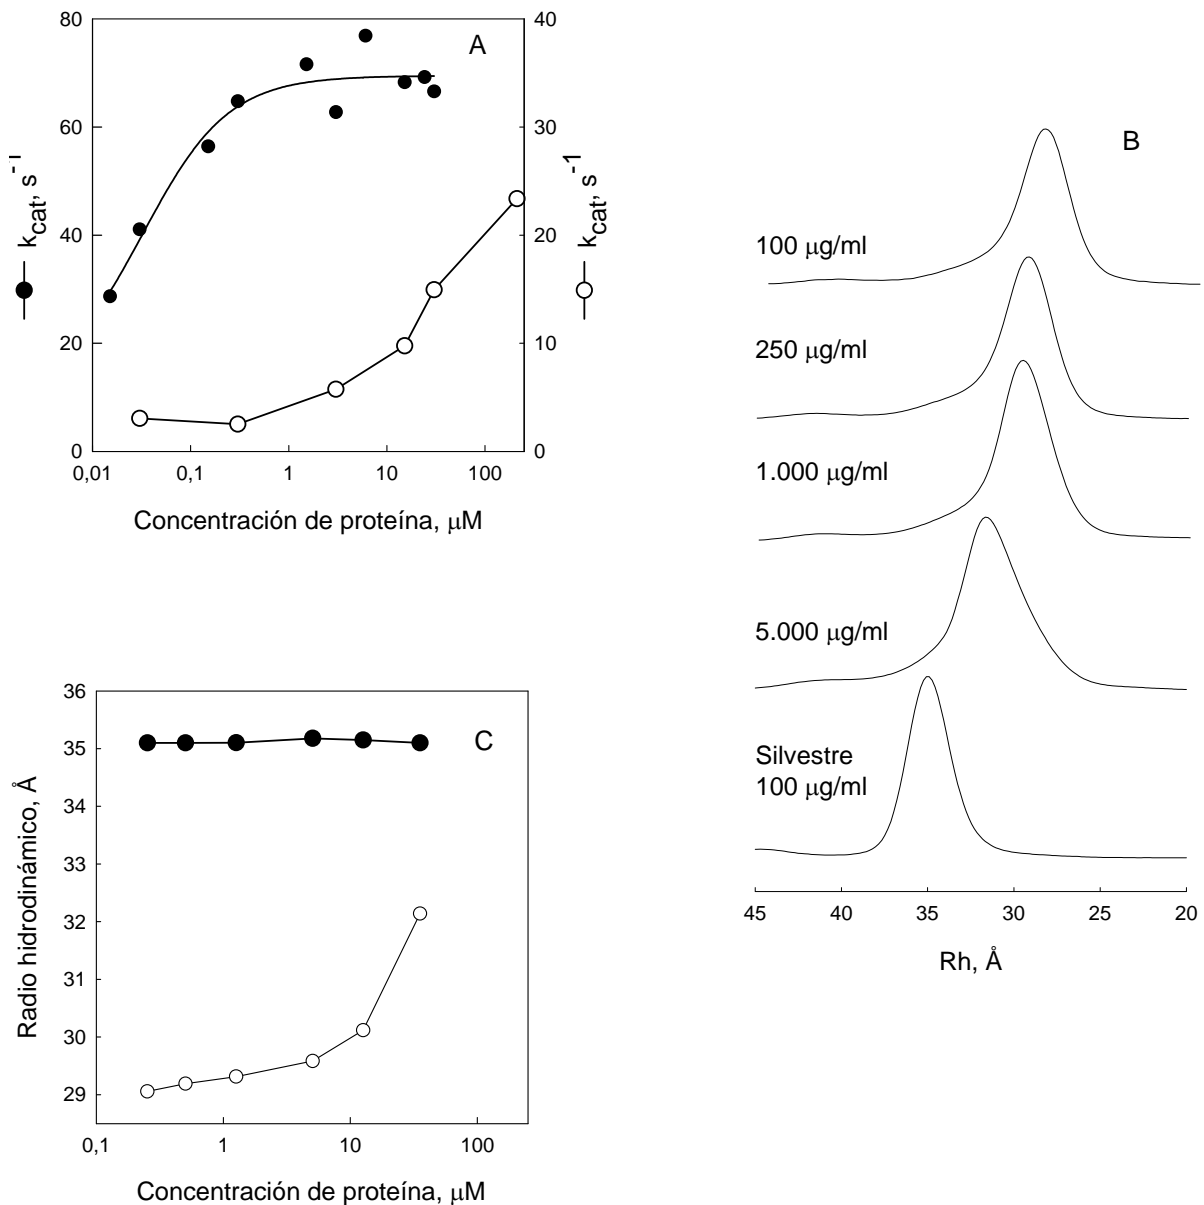 A
80
60
40
20
0
40
30
20
10
0
0,01
0,1
1
10
100
k_cat, s^-1
k_cat, s^-1
Concentración de proteína, μM
B
100 μg/ml
250 μg/ml
1.000 μg/ml
5.000 μg/ml
Silvestre
100 μg/ml
45
40
35
30
25
20
Rh, Å
C
36
35
34
33
32
31
30
29
Radio hidrodinámico, Å
0,1
1
10
100
Concentración de proteína, μM